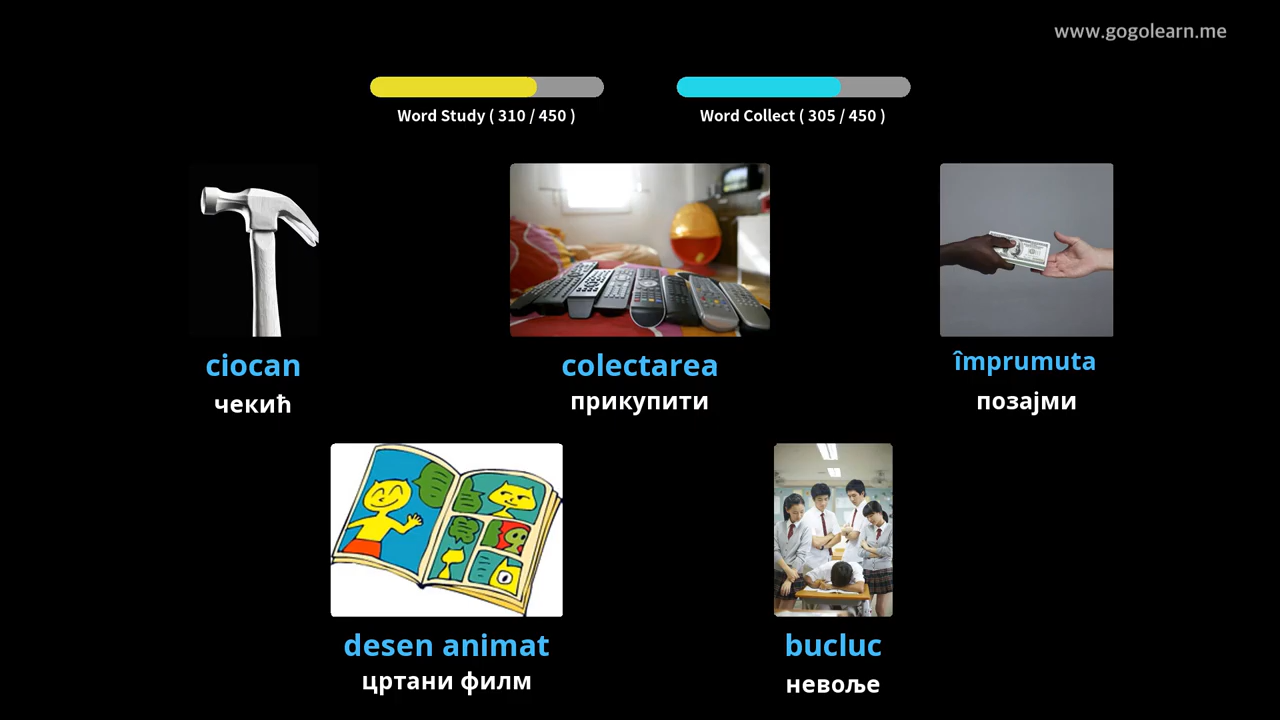 www.gogolearn.me
Word Study ( 310 / 450 )
Word Collect ( 305 / 450 )
ciocan
чекић
colectarea
прикупити
împrumuta
позајми
desen animat
цртани филм
bucluc
невоље